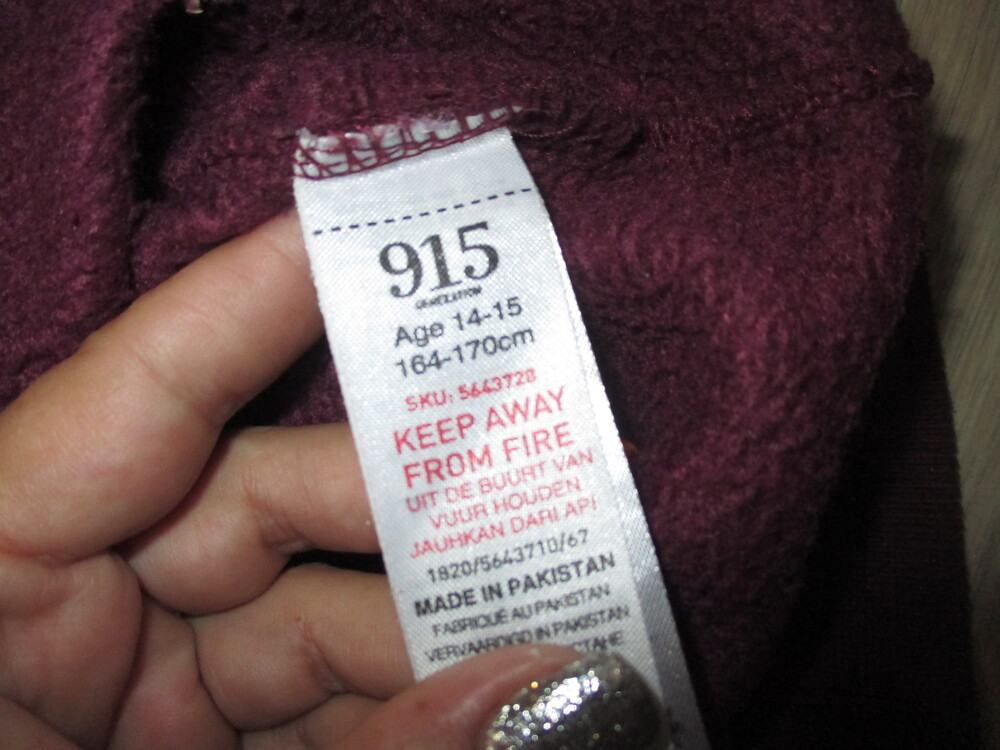 915
GENERATION
Age 14-15
164-170cm
SKU: 5643728
KEEP AWAY
FROM FIRE
UIT DE BUURT VAN
VUUR HOUDEN
JAUHKAN DARI API
1820/5643710/67
MADE IN PAKISTAN
FABRIQUÉ AU PAKISTAN
VERVAARDIGD IN PAKISTAN